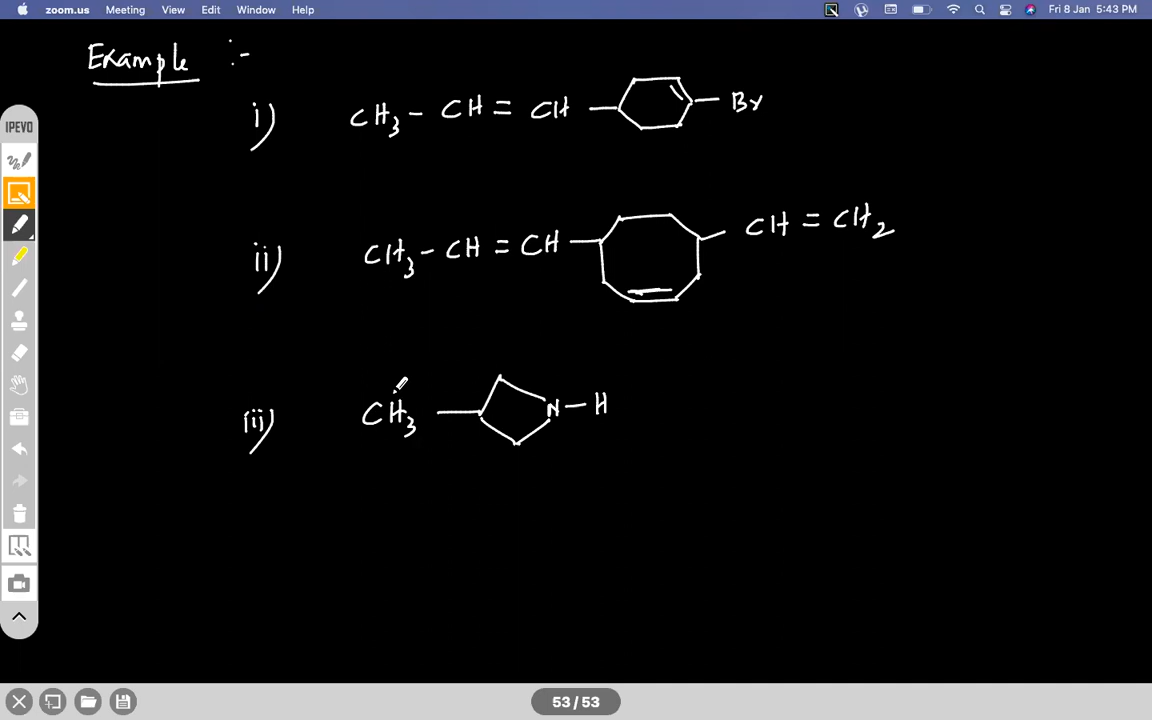 zoom.us Meeting View Edit Window Help Fri 8 Jan 5:43 PM
Example :-
IPEVO
i) CH3 - CH = CH Br
ii) CH3 - CH = CH CH = CH2
iii) CH3 N - H
53 / 53